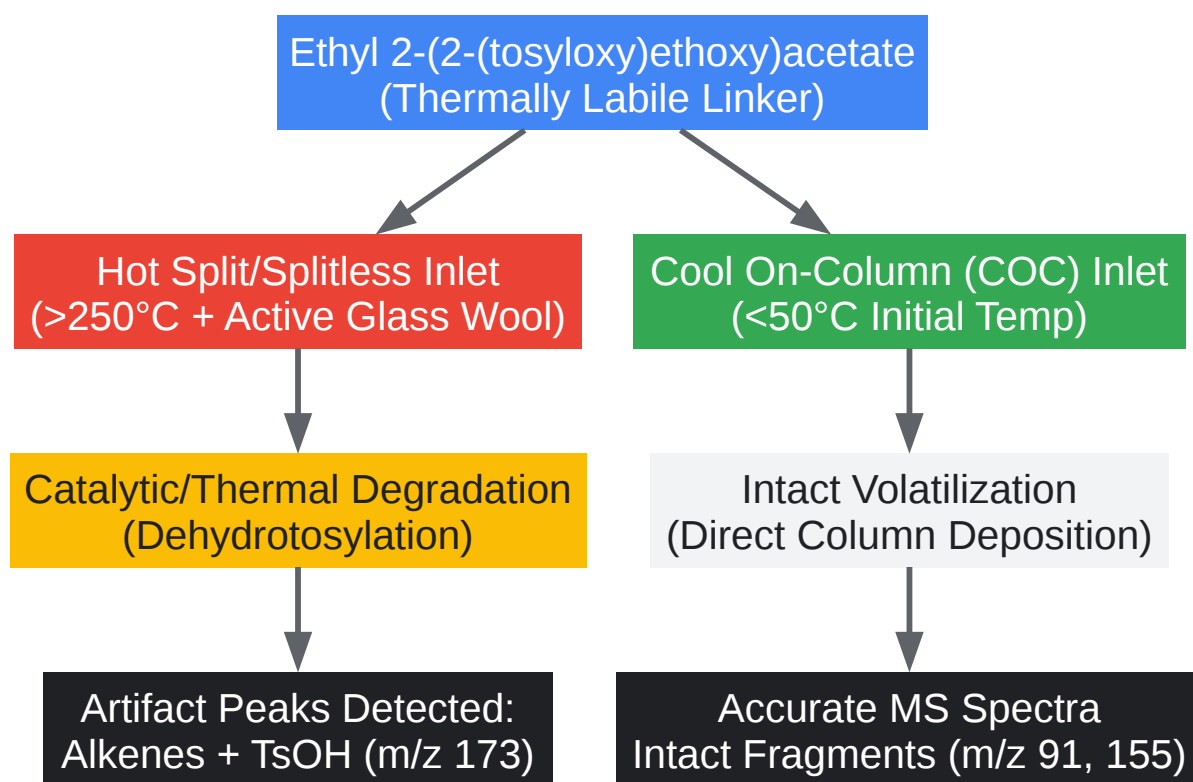 Ethyl 2-(2-(tosyloxy)ethoxy)acetate
(Thermally Labile Linker)
Hot Split/Splitless Inlet
(>250°C + Active Glass Wool)
Cool On-Column (COC) Inlet
(<50°C Initial Temp)
Catalytic/Thermal Degradation
(Dehydrotosylation)
Intact Volatilization
(Direct Column Deposition)
Artifact Peaks Detected:
Alkenes + TsOH (m/z 173)
Accurate MS Spectra
Intact Fragments (m/z 91, 155)